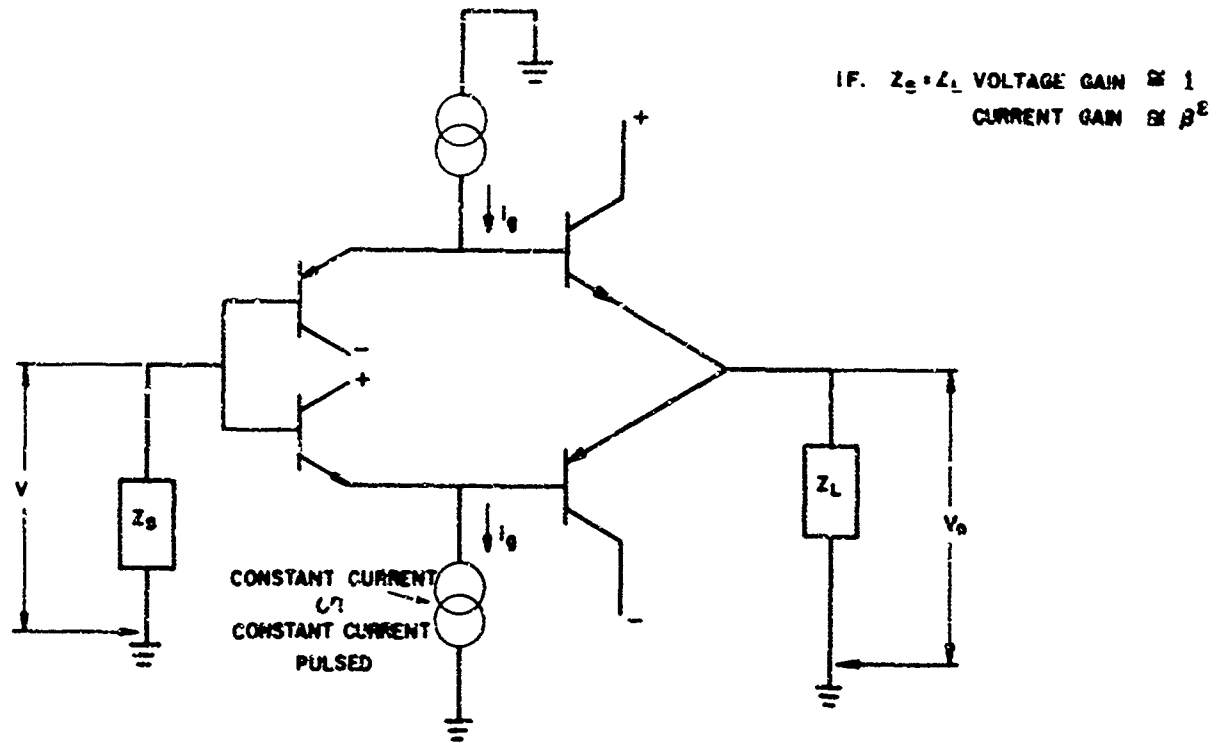 IF. Zs = ZL VOLTAGE GAIN ≅ 1
CURRENT GAIN ≅ β²
+
ig
−
+
V
Zs
ZL
Vo
ig
CONSTANT CURRENT
OR
CONSTANT CURRENT
PULSED
−